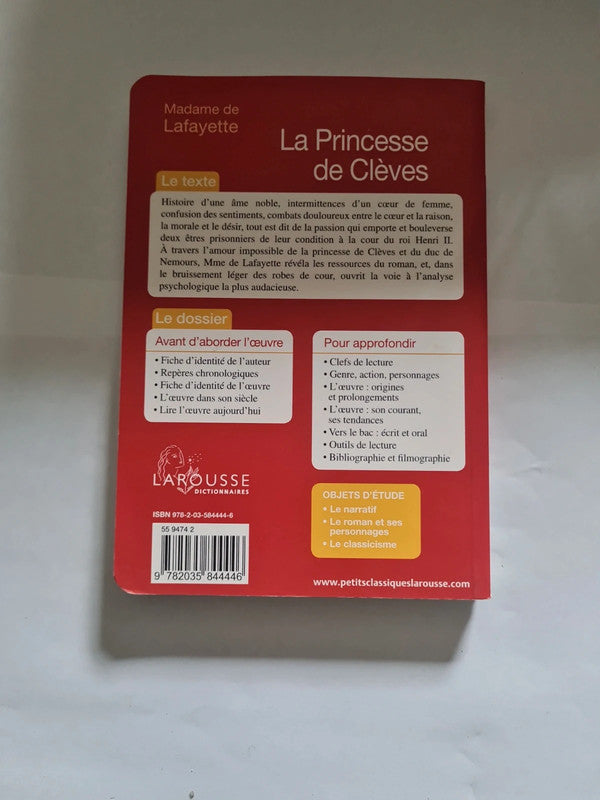 Madame de
Lafayette
La Princesse
de Clèves
Le texte
Histoire d'une âme noble, intermittences d'un cœur de femme,
confusion des sentiments, combats douloureux entre le cœur et la raison,
la morale et le désir, tout est dit de la passion qui emporte et bouleverse
deux êtres prisonniers de leur condition à la cour du roi Henri II.
À travers l'amour impossible de la princesse de Clèves et du duc de
Nemours, Mme de Lafayette révéla les ressources du roman, et, dans
le bruissement léger des robes de cour, ouvrit la voie à l'analyse
psychologique la plus audacieuse.
Le dossier
Avant d'aborder l'œuvre
• Fiche d'identité de l'auteur
• Repères chronologiques
• Fiche d'identité de l'œuvre
• L'œuvre dans son siècle
• Lire l'œuvre aujourd'hui
Pour approfondir
• Clefs de lecture
• Genre, action, personnages
• L'œuvre : origines
et prolongements
• L'œuvre : son courant,
ses tendances
• Vers le bac : écrit et oral
• Outils de lecture
• Bibliographie et filmographie
LAROUSSE
DICTIONNAIRES
OBJETS D'ÉTUDE
• Le narratif
• Le roman et ses
personnages
• Le classicisme
ISBN 978-2-03-584444-6
55 9474 2
9 782035 844446
www.petitsclassiqueslarousse.com